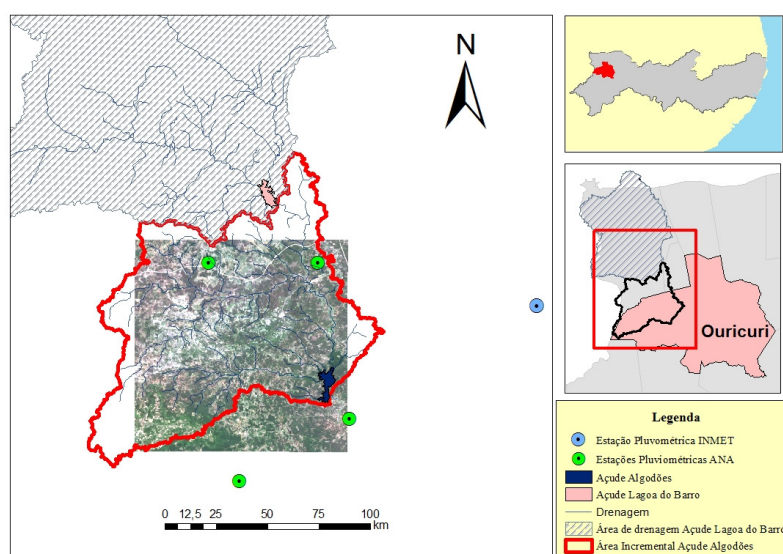 N
0 12,5 25 50 75 100
km
Ouricuri
Legenda
Estação Pluvométrica INMET
Estações Pluviométricas ANA
Açude Algodões
Açude Lagoa do Barro
Drenagem
Área de drenagem Açude Lagoa do Barro
Área Incremental Açude Algodões